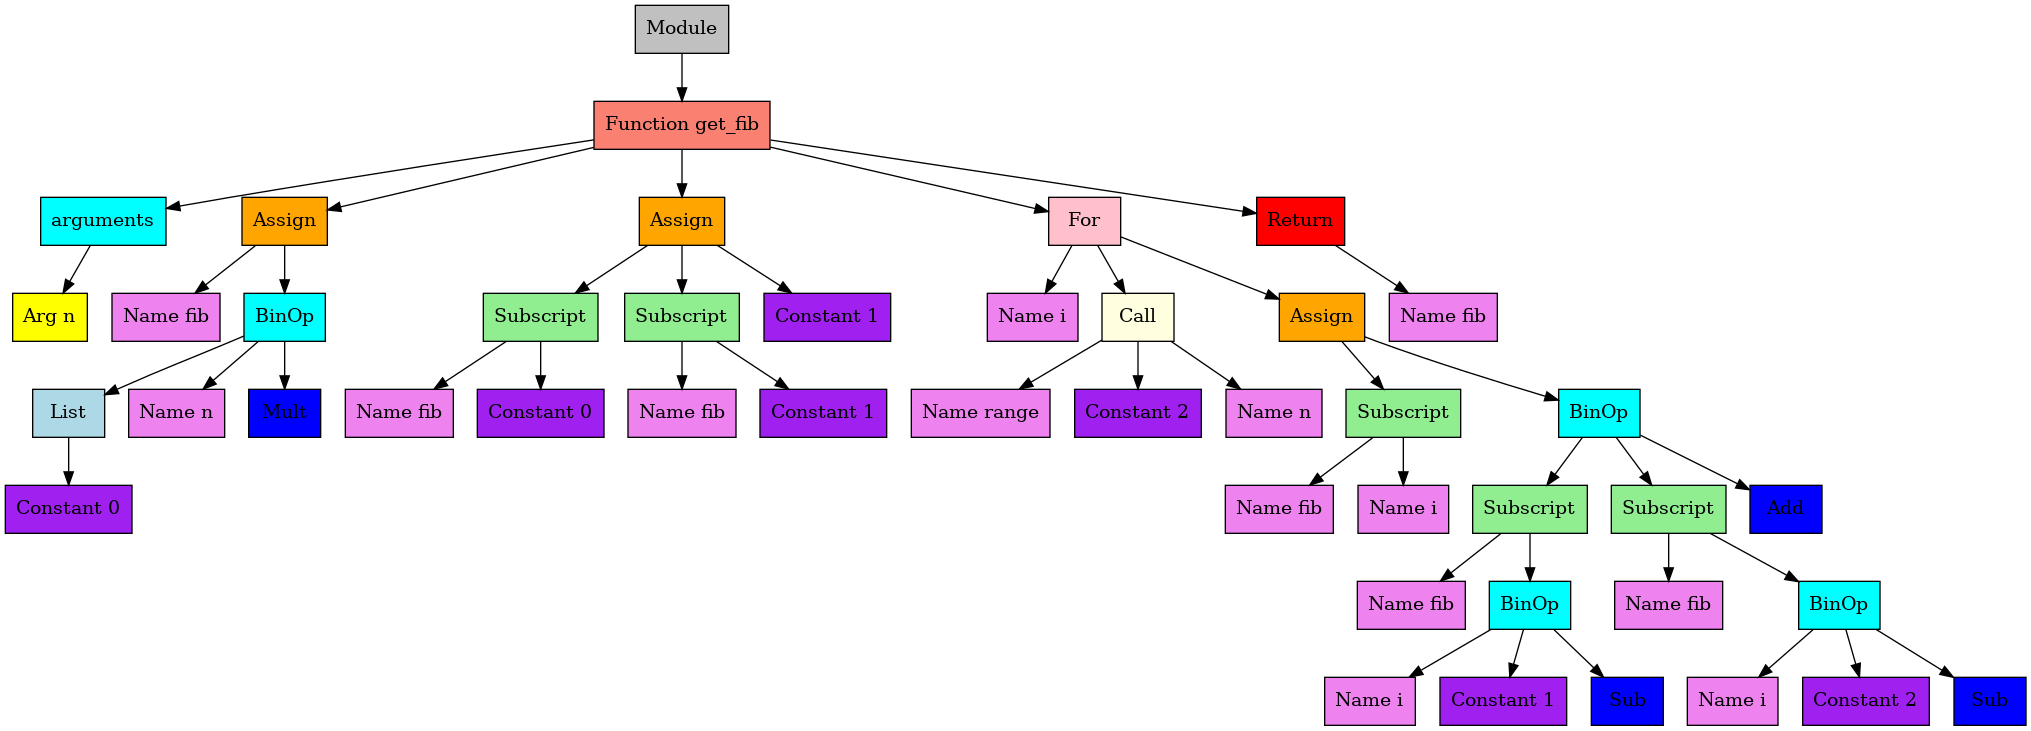 Module
Function get_fib
arguments
Assign
Assign
For
Return
Arg n
Name fib
BinOp
Subscript
Subscript
Constant 1
Name i
Call
Assign
Name fib
List
Name n
Mult
Name fib
Constant 0
Name fib
Constant 1
Name range
Constant 2
Name n
Subscript
BinOp
Constant 0
Name fib
Name i
Subscript
Subscript
Add
Name fib
BinOp
Name fib
BinOp
Name i
Constant 1
Sub
Name i
Constant 2
Sub